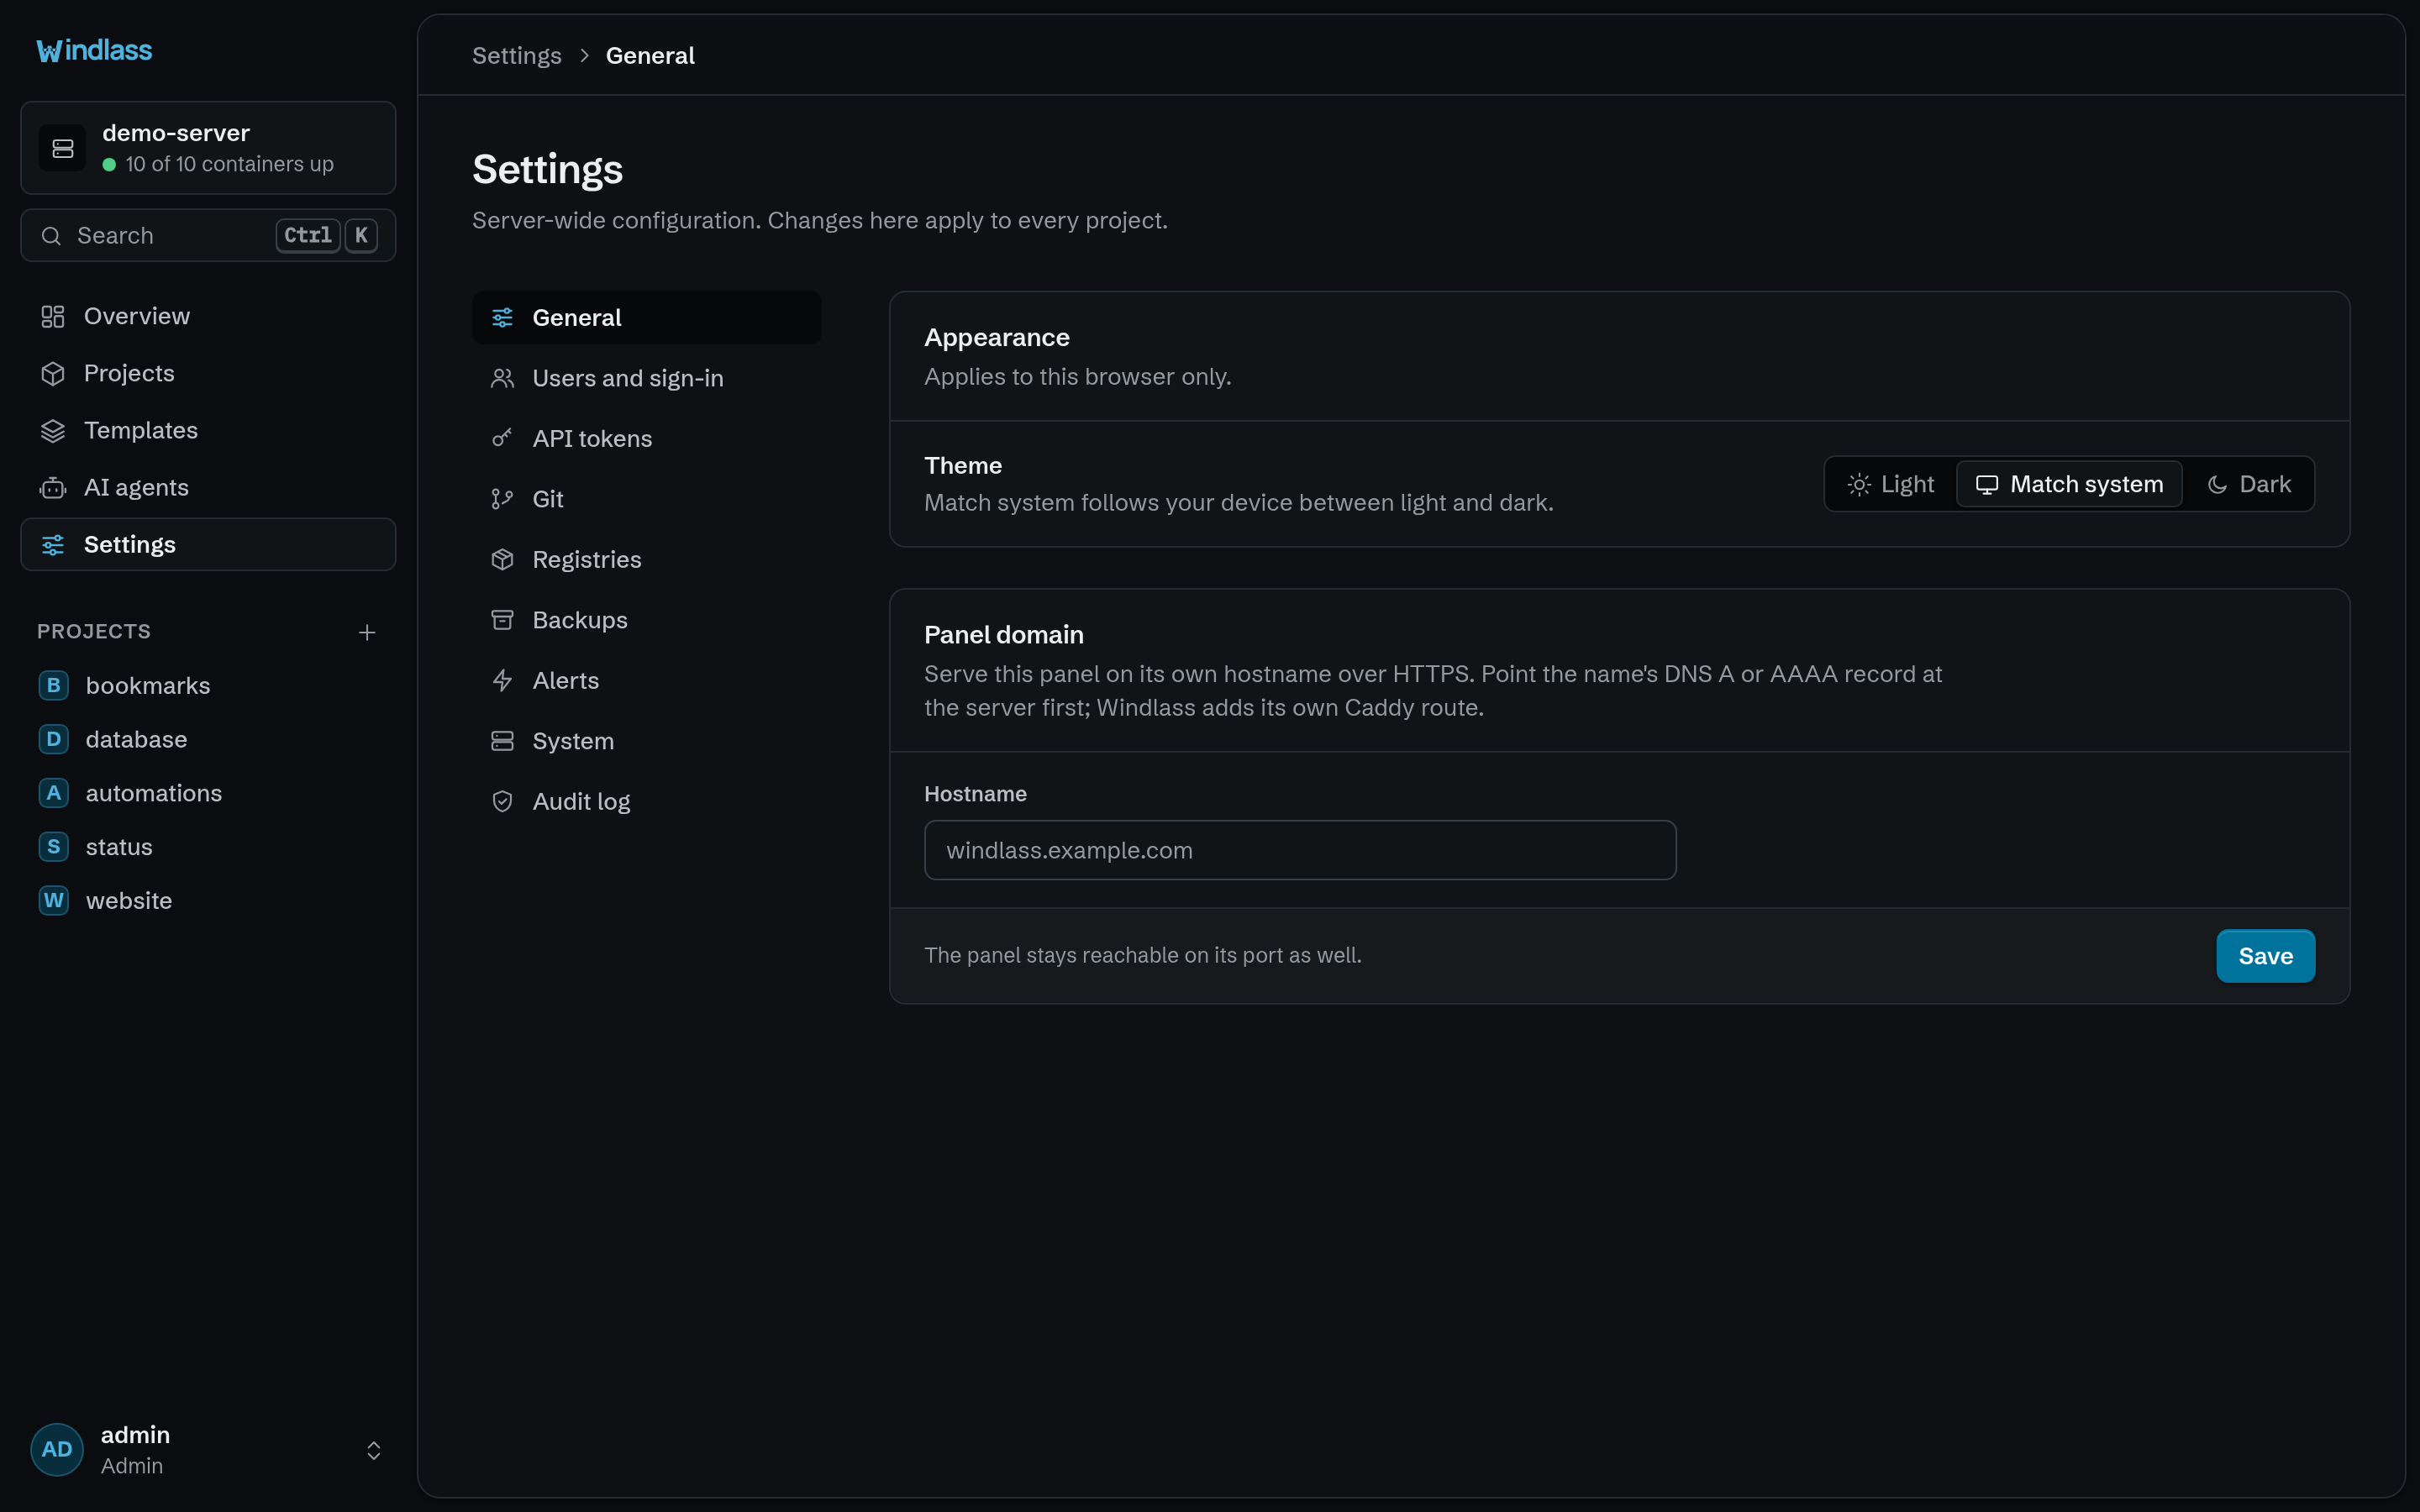 Windlass
demo-server
10 of 10 containers up
Search Ctrl K
Overview
Projects
Templates
AI agents
Settings
PROJECTS
B bookmarks
D database
A automations
S status
W website
AD admin
Admin
Settings General
Settings
Server-wide configuration. Changes here apply to every project.
General
Users and sign-in
API tokens
Git
Registries
Backups
Alerts
System
Audit log
Appearance
Applies to this browser only.
Theme
Match system follows your device between light and dark.
Light Match system Dark
Panel domain
Serve this panel on its own hostname over HTTPS. Point the name's DNS A or AAAA record at
the server first; Windlass adds its own Caddy route.
Hostname
windlass.example.com
The panel stays reachable on its port as well.
Save